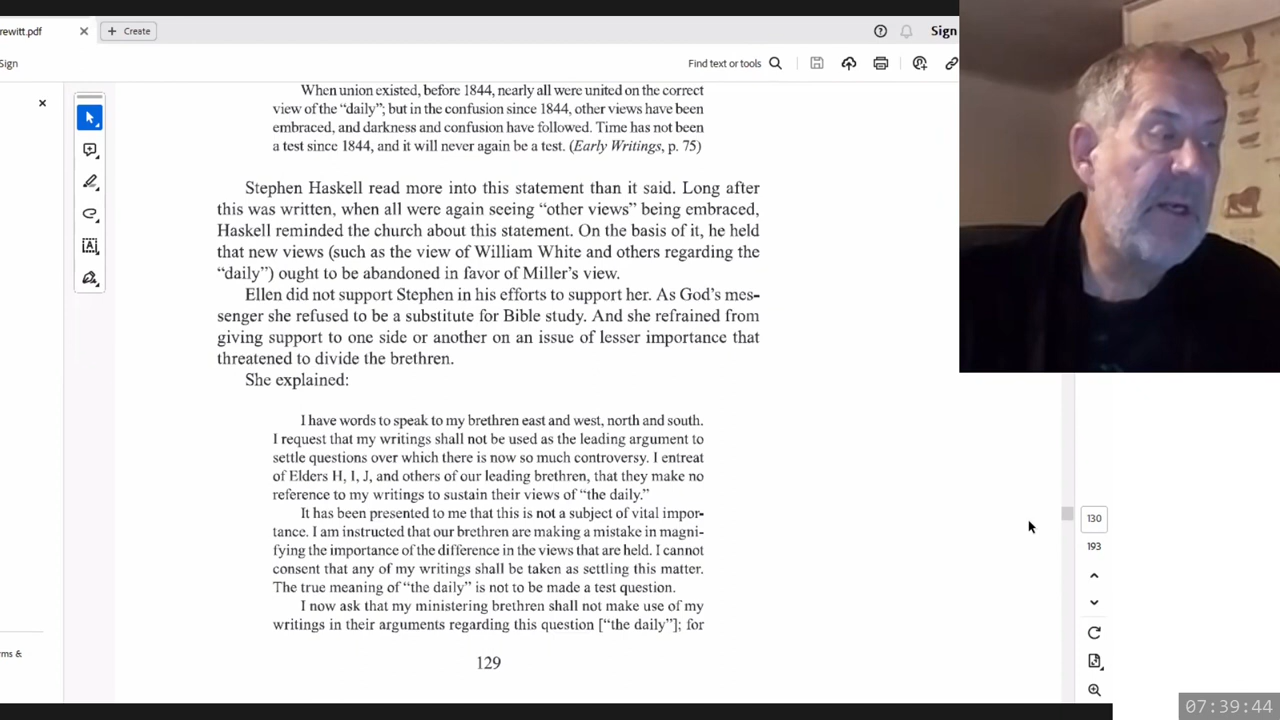 rewitt.pdf
Create
Sign
Sign
Find text or tools
When union existed, before 1844, nearly all were united on the correct
view of the “daily”; but in the confusion since 1844, other views have been
embraced, and darkness and confusion have followed. Time has not been
a test since 1844, and it will never again be a test. (Early Writings, p. 75)
Stephen Haskell read more into this statement than it said. Long after
this was written, when all were again seeing “other views” being embraced,
Haskell reminded the church about this statement. On the basis of it, he held
that new views (such as the view of William White and others regarding the
“daily”) ought to be abandoned in favor of Miller’s view.
Ellen did not support Stephen in his efforts to support her. As God’s mes-
senger she refused to be a substitute for Bible study. And she refrained from
giving support to one side or another on an issue of lesser importance that
threatened to divide the brethren.
She explained:
I have words to speak to my brethren east and west, north and south.
I request that my writings shall not be used as the leading argument to
settle questions over which there is now so much controversy. I entreat
of Elders H, I, J, and others of our leading brethren, that they make no
reference to my writings to sustain their views of “the daily.”
It has been presented to me that this is not a subject of vital impor-
tance. I am instructed that our brethren are making a mistake in magni-
fying the importance of the difference in the views that are held. I cannot
consent that any of my writings shall be taken as settling this matter.
The true meaning of “the daily” is not to be made a test question.
I now ask that my ministering brethren shall not make use of my
writings in their arguments regarding this question [“the daily”]; for
129
130
193
rms &
07:39:44